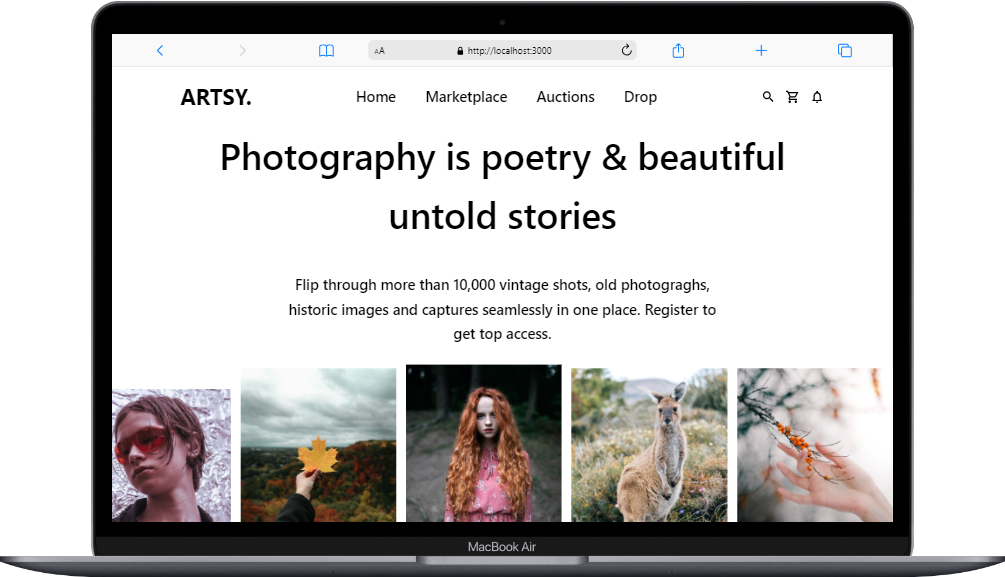 AA http://localhost:3000
ARTSY. Home Marketplace Auctions Drop
Photography is poetry & beautiful
untold stories
Flip through more than 10,000 vintage shots, old photograghs,
historic images and captures seamlessly in one place. Register to
get top access.
MacBook Air